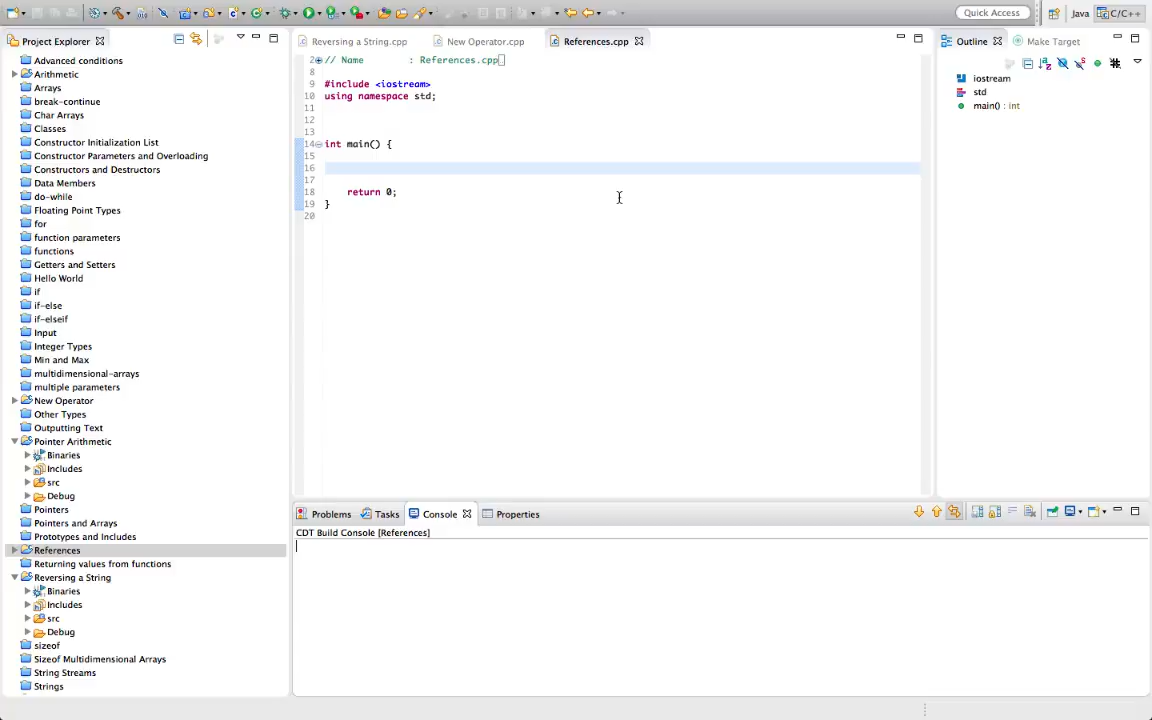 Quick Access
Java
C/C++
Project Explorer
Advanced conditions
Arithmetic
Arrays
break-continue
Char Arrays
Classes
Constructor Initialization List
Constructor Parameters and Overloading
Constructors and Destructors
Data Members
do-while
Floating Point Types
for
function parameters
functions
Getters and Setters
Hello World
if
if-else
if-elseif
Input
Integer Types
Min and Max
multidimensional-arrays
multiple parameters
New Operator
Other Types
Outputting Text
Pointer Arithmetic
Binaries
Includes
src
Debug
Pointers
Pointers and Arrays
Prototypes and Includes
References
Returning values from functions
Reversing a String
Binaries
Includes
src
Debug
sizeof
Sizeof Multidimensional Arrays
String Streams
Strings
Reversing a String.cpp
New Operator.cpp
References.cpp
2 // Name : References.cpp
8
9 #include <iostream>
10 using namespace std;
11
12
13
14 int main() {
15
16
17
18 return 0;
19 }
20
Outline
Make Target
iostream
std
main() : int
Problems
Tasks
Console
Properties
CDT Build Console [References]